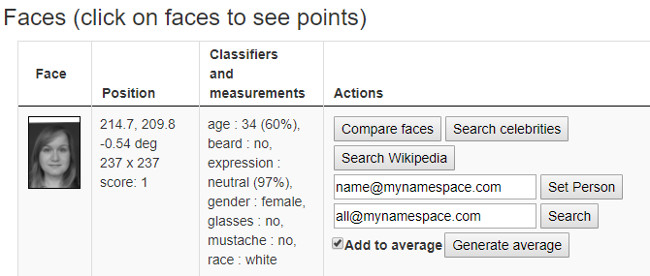 Faces (click on faces to see points)
Face
Position
Classifiers
and
measurements
Actions
214.7, 209.8
-0.54 deg
237 x 237
score: 1
age : 34 (60%),
beard : no,
expression :
neutral (97%),
gender : female,
glasses : no,
mustache : no,
race : white
Compare faces
Search celebrities
Search Wikipedia
name@mynamespace.com
Set Person
all@mynamespace.com
Search
Add to average
Generate average